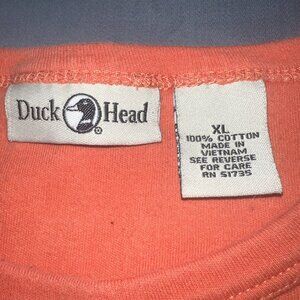 Duck Head
®
XL
100% COTTON
MADE IN
VIETNAM
SEE REVERSE
FOR CARE
RN 51735